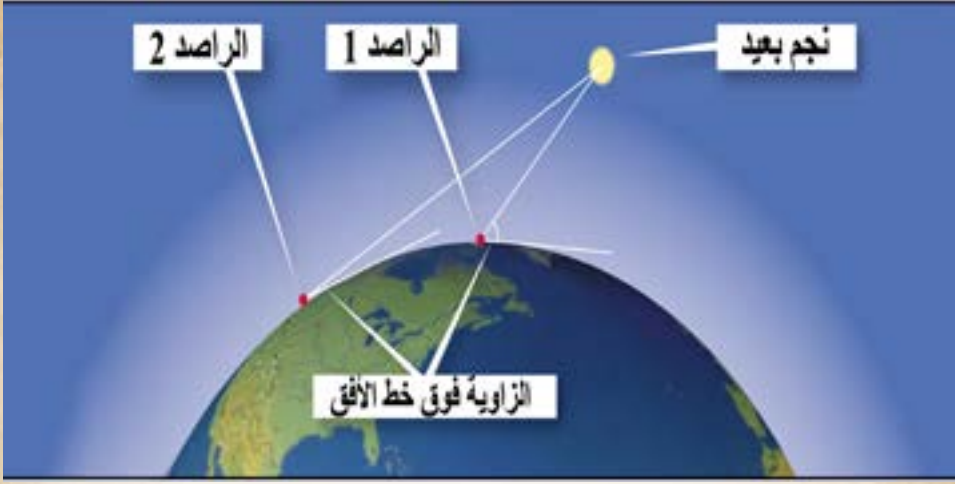 نجم بعيد
الراصد 1
الراصد 2
الزاوية فوق خط الأفق